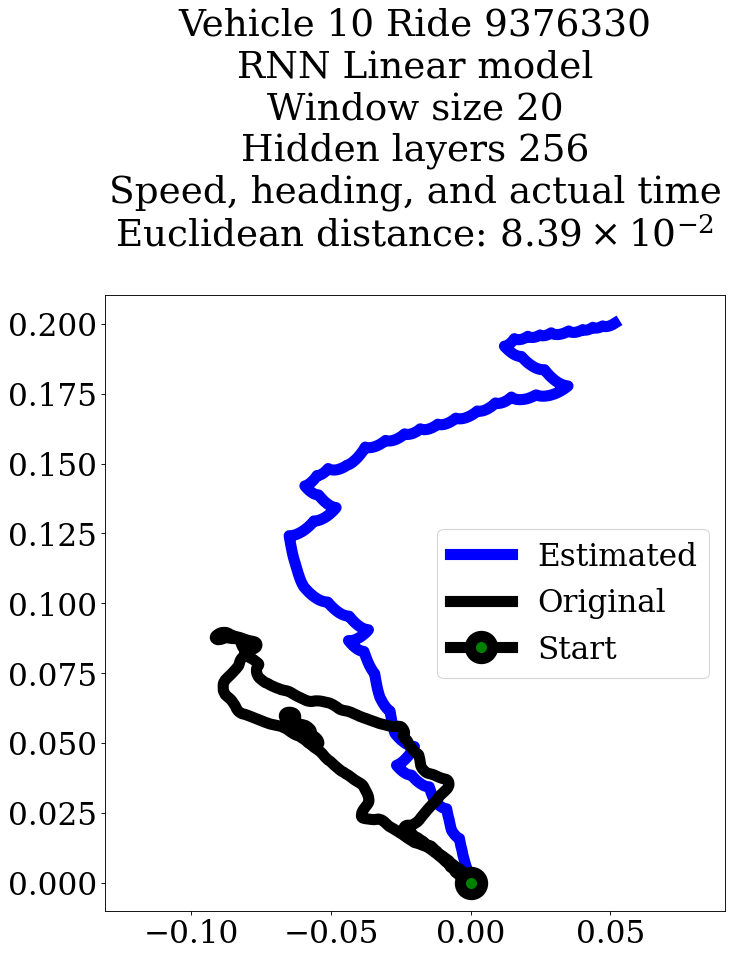 Vehicle 10 Ride 9376330
RNN Linear model
Window size 20
Hidden layers 256
Speed, heading, and actual time
Euclidean distance: 8.39 × 10⁻²
0.200
0.175
0.150
0.125
0.100
0.075
0.050
0.025
0.000
Estimated
Original
Start
−0.10 −0.05 0.00 0.05